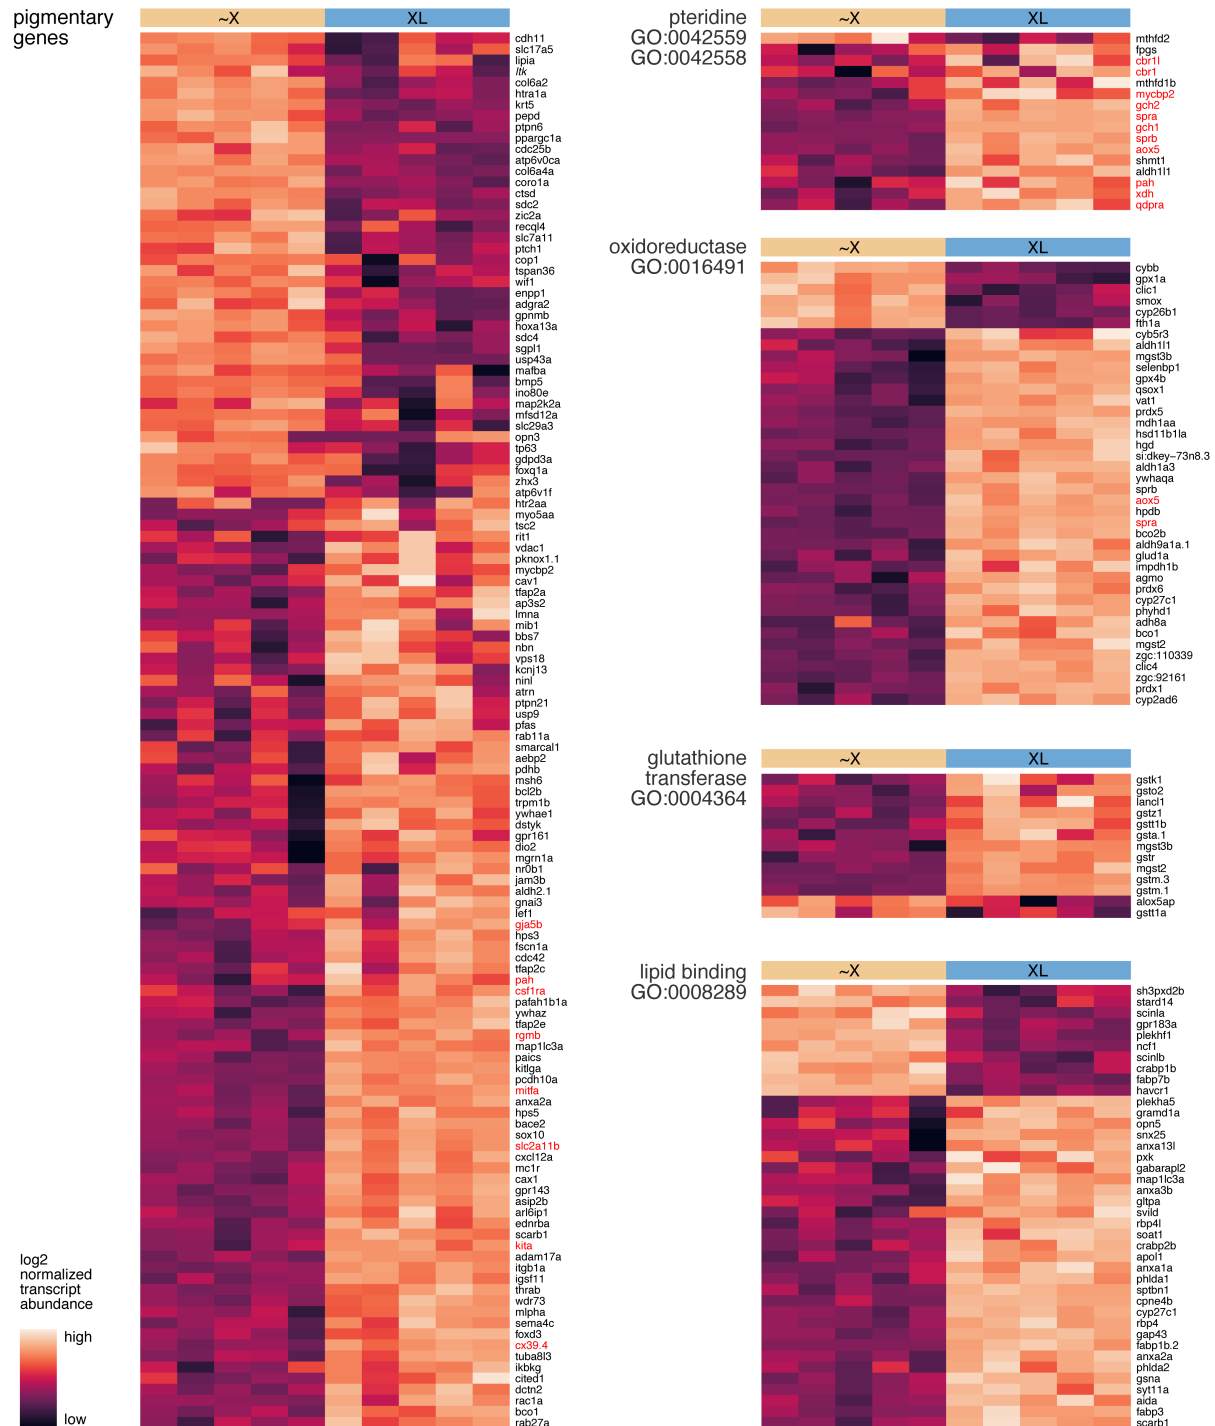 pigmentary
genes
~X
XL
cdh11
slc17a5
lipia
ltk
col6a2
htra1a
krt5
pepd
ptpn6
ppargc1a
cdc25b
atp6v0ca
col6a4a
coro1a
ctsd
sdc2
zic2a
recql4
slc7a11
ptch1
cop1
tspan36
wif1
enpp1
adgra2
gpnmb
hoxa13a
sdc4
sgpl1
usp43a
mafba
bmp5
ino80e
map2k2a
mfsd12a
slc29a3
opn3
tp63
gdpd3a
foxq1a
zhx3
atp6v1f
htr2aa
myo5aa
tsc2
rit1
vdac1
pknox1.1
mycbp2
cav1
tfap2a
ap3s2
lmna
mib1
bbs7
nbn
vps18
kcnj13
ninl
atrn
ptpn21
usp9
pfas
rab11a
smarcal1
aebp2
pdhb
msh6
bcl2b
trpm1b
ywhae1
dstyk
gpr161
dio2
mgrn1a
nr0b1
jam3b
aldh2.1
gnai3
lef1
gja5b
hps3
fscn1a
cdc42
tfap2c
pah
csf1ra
pafah1b1a
ywhaz
tfap2e
rgmb
map1lc3a
paics
kitlga
pcdh10a
mitfa
anxa2a
hps5
bace2
sox10
slc2a11b
cxcl12a
mc1r
cax1
gpr143
asip2b
arl6ip1
ednrba
scarb1
kita
adam17a
itgb1a
igsf11
thrab
wdr73
mlpha
sema4c
foxd3
cx39.4
tuba8l3
ikbkg
cited1
dctn2
rac1a
bco1
rab27a
log2
normalized
transcript
abundance
high
low
pteridine
GO:0042559
GO:0042558
~X
XL
mthfd2
fpgs
cbr1l
cbr1
mthfd1b
mycbp2
gch2
spra
gch1
sprb
aox5
shmt1
aldh1l1
pah
xdh
qdpra
oxidoreductase
GO:0016491
~X
XL
cybb
gpx1a
clic1
smox
cyp26b1
fth1a
cyb5r3
aldh1l1
mgst3b
selenbp1
gpx4b
qsox1
vat1
prdx5
mdh1aa
hsd11b1la
hgd
si:dkey−73n8.3
aldh1a3
ywhaqa
sprb
aox5
hpdb
spra
bco2b
aldh9a1a.1
glud1a
impdh1b
agmo
prdx6
cyp27c1
phyhd1
adh8a
bco1
mgst2
zgc:110339
clic4
zgc:92161
prdx1
cyp2ad6
glutathione
transferase
GO:0004364
~X
XL
gstk1
gsto2
lancl1
gstz1
gstt1b
gsta.1
mgst3b
gstr
mgst2
gstm.3
gstm.1
alox5ap
gstt1a
lipid binding
GO:0008289
~X
XL
sh3pxd2b
stard14
scinla
gpr183a
plekhf1
ncf1
scinlb
crabp1b
fabp7b
havcr1
plekha5
gramd1a
opn5
snx25
anxa13l
pxk
gabarapl2
map1lc3a
anxa3b
gltpa
svild
rbp4l
soat1
crabp2b
apol1
anxa1a
phlda1
sptbn1
cpne4b
cyp27c1
rbp4
gap43
fabp1b.2
anxa2a
phlda2
gsna
syt11a
aida
fabp3
scarb1